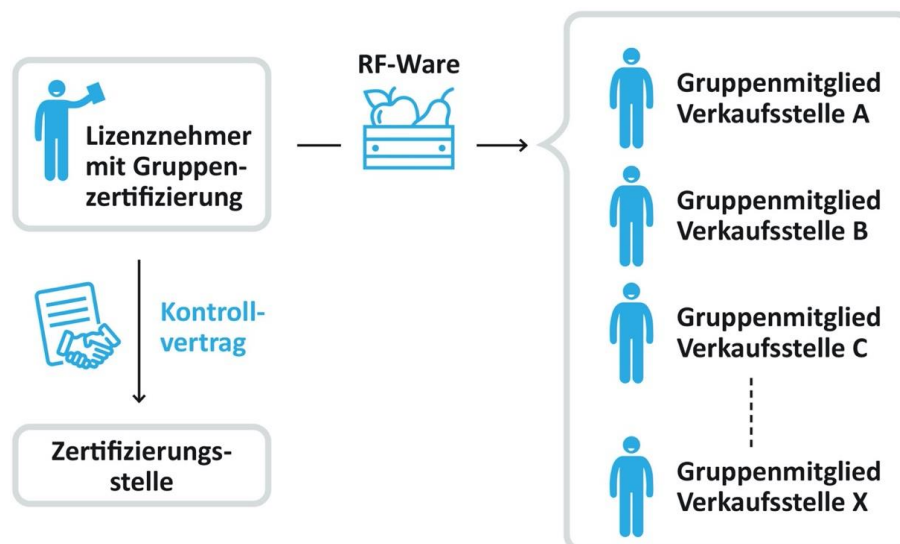 RF-Ware
Lizenznehmer
mit Gruppen-
zertifizierung
Kontroll-
vertrag
Zertifizierungs-
stelle
Gruppenmitglied
Verkaufsstelle A
Gruppenmitglied
Verkaufsstelle B
Gruppenmitglied
Verkaufsstelle C
Gruppenmitglied
Verkaufsstelle X